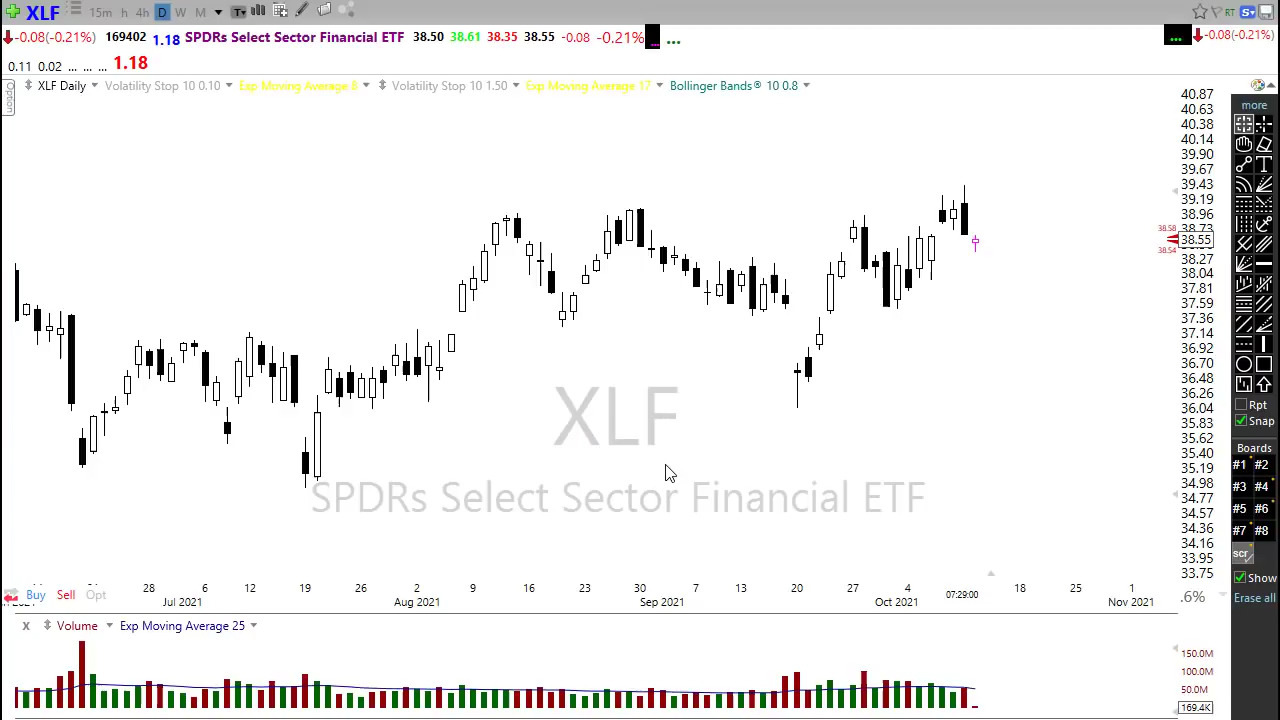 XLF 15m h 4h D W M T RT S
-0.08(-0.21%) 169402 1.18 SPDRs Select Sector Financial ETF 38.50 38.61 38.35 38.55 -0.08 -0.21% ... ... ... -0.08(-0.21%)
0.11 0.02 ... ... ... 1.18
Option XLF Daily Volatility Stop 10 0.10 Exp Moving Average 8 Volatility Stop 10 1.50 Exp Moving Average 17 Bollinger Bands® 10 0.8
more
40.87
40.63
40.38
40.14
39.90
39.67
39.43
39.19
38.96
38.73
38.58
38.55
38.54
38.27
38.04
37.81
37.59
37.36
37.14
36.92
36.70
36.48
36.26
36.04
35.83
35.62
35.40
35.19
34.98
34.77
34.57
34.36
34.16
33.95
33.75
XLF
SPDRs Select Sector Financial ETF
Rpt
Snap
Boards
#1 #2
#3 #4
#5 #6
#7 #8
scr
Show
Erase all
28 6 12 19 26 2 9 16 23 30 7 13 20 27 4 07:29:00 18 25 1
Buy Sell Opt .6%
Jul 2021 Aug 2021 Sep 2021 Oct 2021 Nov 2021
x Volume Exp Moving Average 25
150.0M
100.0M
50.0M
169.4K